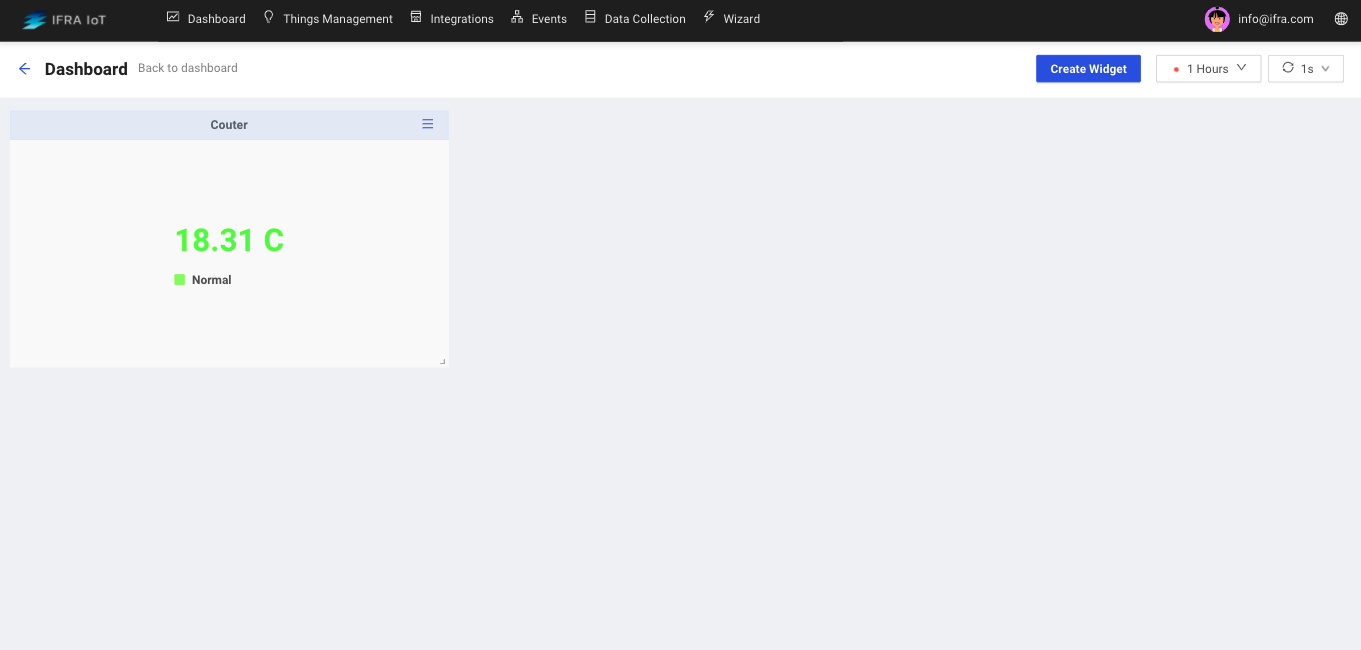 IFRA IoT Dashboard Things Management Integrations Events Data Collection Wizard info@ifra.com
Dashboard Back to dashboard Create Widget 1 Hours 1s
Couter
18.31 C
Normal